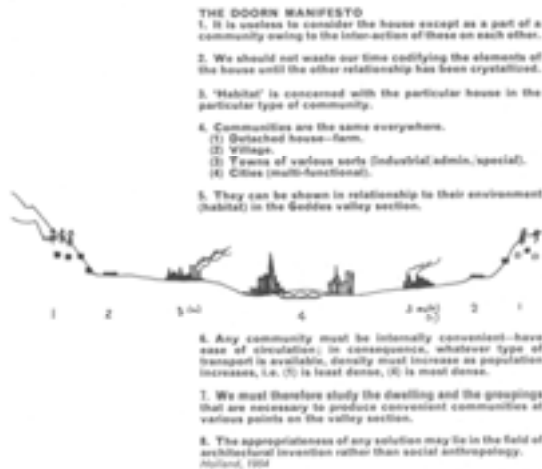 THE DOORN MANIFESTO
1. It is useless to consider the house except as a part of a
community owing to the inter-action of these on each other.
2. We should not waste our time codifying the elements of
the house until the other relationship has been crystallized.
3. 'Habitat' is concerned with the particular house in the
particular type of community.
4. Communities are the same everywhere.
(1) Detached house—farm.
(2) Village.
(3) Towns of various sorts (industrial/admin./special).
(4) Cities (multi-functional).
5. They can be shown in relationship to their environment
(habitat) in the Geddes valley section.
1 2 3 4 3 2 1
6. Any community must be internally convenient—have
ease of circulation; in consequence, whatever type of
transport is available, density must increase as population
increases, i.e. (1) is least dense, (4) is most dense.
7. We must therefore study the dwelling and the groupings
that are necessary to produce convenient communities at
various points on the valley section.
8. The appropriateness of any solution may lie in the field of
architectural invention rather than social anthropology.
Holland, 1954